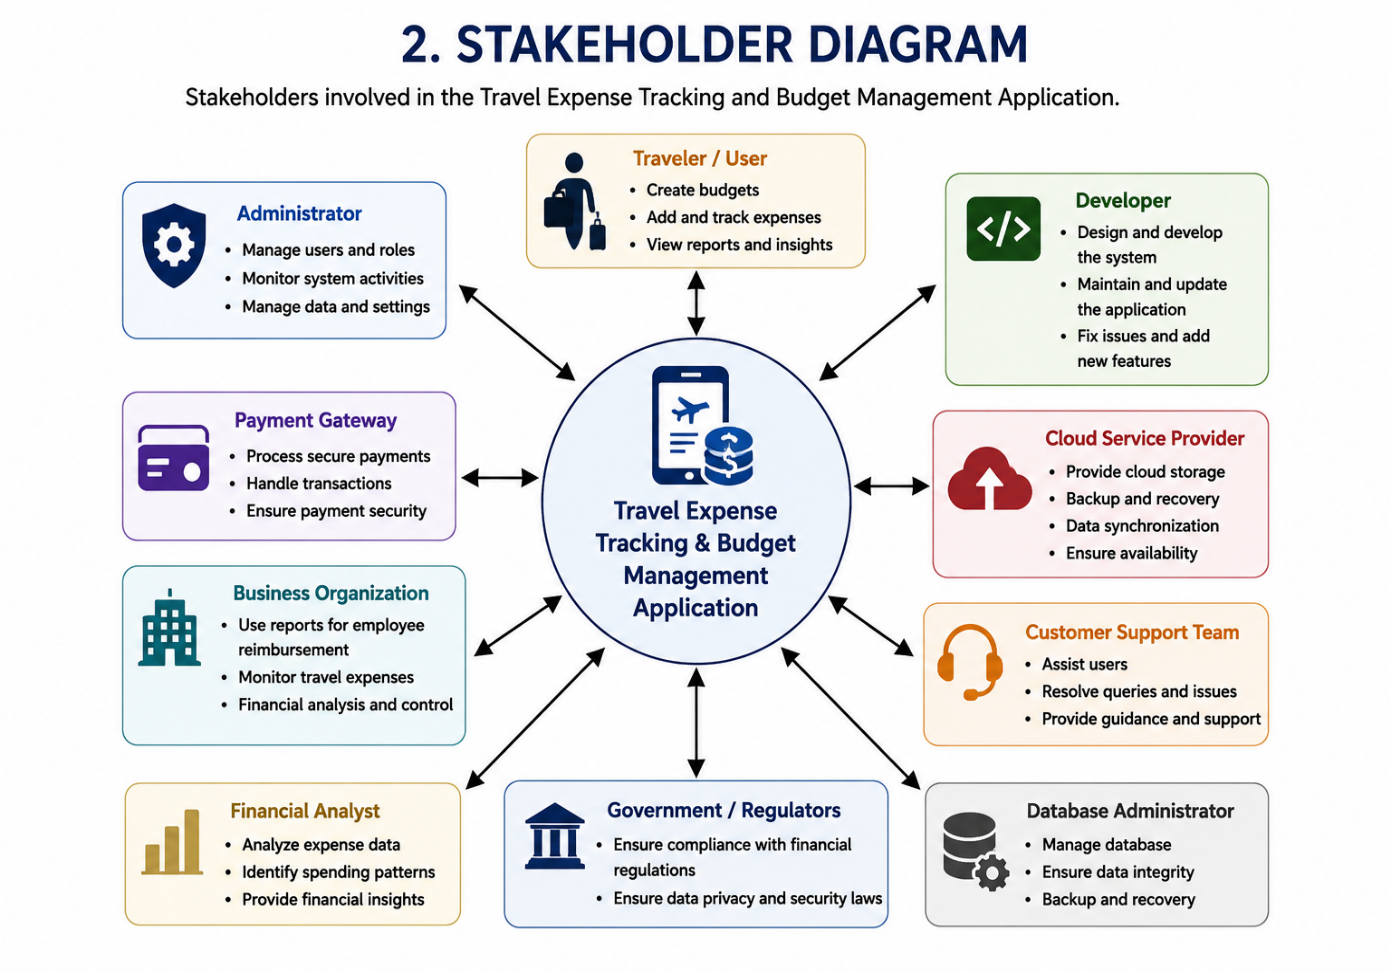 2. STAKEHOLDER DIAGRAM
Stakeholders involved in the Travel Expense Tracking and Budget Management Application.
Traveler / User
• Create budgets
• Add and track expenses
• View reports and insights
Administrator
• Manage users and roles
• Monitor system activities
• Manage data and settings
Developer
• Design and develop
the system
• Maintain and update
the application
• Fix issues and add
new features
</>
Payment Gateway
• Process secure payments
• Handle transactions
• Ensure payment security
$
Travel Expense
Tracking & Budget
Management
Application
Cloud Service Provider
• Provide cloud storage
• Backup and recovery
• Data synchronization
• Ensure availability
Business Organization
• Use reports for employee
reimbursement
• Monitor travel expenses
• Financial analysis and control
Customer Support Team
• Assist users
• Resolve queries and issues
• Provide guidance and support
Financial Analyst
• Analyze expense data
• Identify spending patterns
• Provide financial insights
Government / Regulators
• Ensure compliance with financial
regulations
• Ensure data privacy and security laws
Database Administrator
• Manage database
• Ensure data integrity
• Backup and recovery